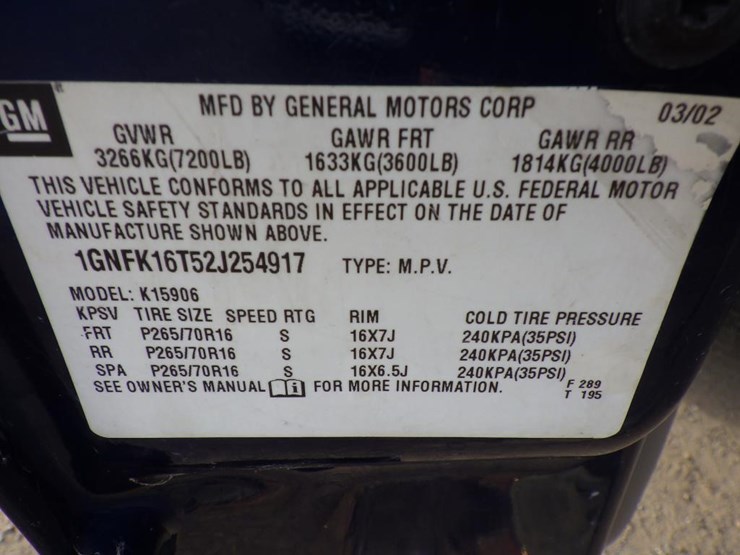 GM
MFD BY GENERAL MOTORS CORP 03/02
GVWR GAWR FRT GAWR RR
3266KG(7200LB) 1633KG(3600LB) 1814KG(4000LB)
THIS VEHICLE CONFORMS TO ALL APPLICABLE U.S. FEDERAL MOTOR
VEHICLE SAFETY STANDARDS IN EFFECT ON THE DATE OF
MANUFACTURE SHOWN ABOVE.
1GNFK16T52J254917 TYPE: M.P.V.
MODEL: K15906
KPSV TIRE SIZE SPEED RTG RIM COLD TIRE PRESSURE
FRT P265/70R16 S 16X7J 240KPA(35PSI)
RR P265/70R16 S 16X7J 240KPA(35PSI)
SPA P265/70R16 S 16X6.5J 240KPA(35PSI)
SEE OWNER'S MANUAL i FOR MORE INFORMATION. F 289
T 195